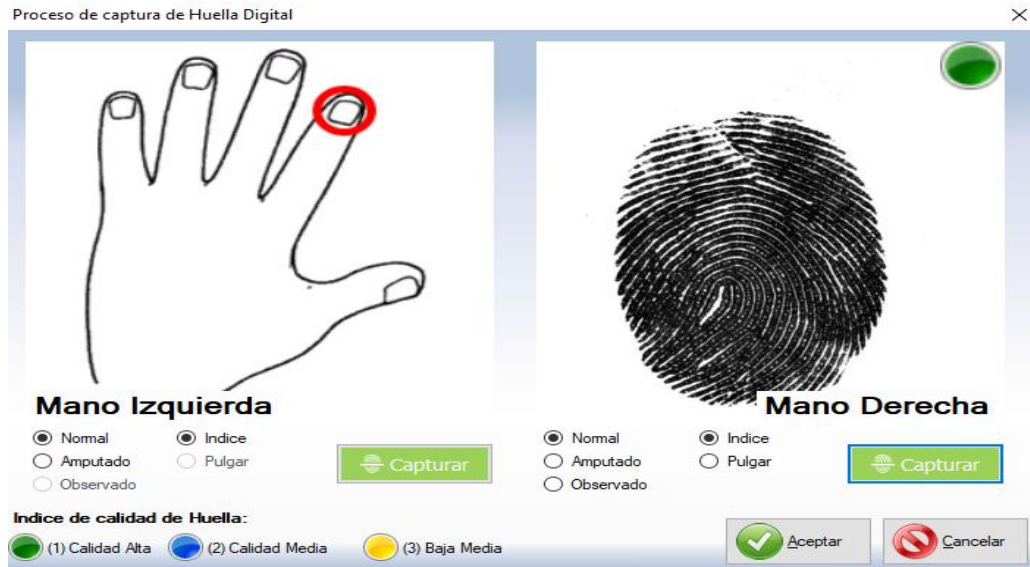 Proceso de captura de Huella Digital
Mano Izquierda
Mano Derecha
Normal
Indice
Amputado
Pulgar
Observado
Capturar
Normal
Indice
Amputado
Pulgar
Observado
Capturar
Indice de calidad de Huella:
(1) Calidad Alta
(2) Calidad Media
(3) Baja Media
Aceptar
Cancelar